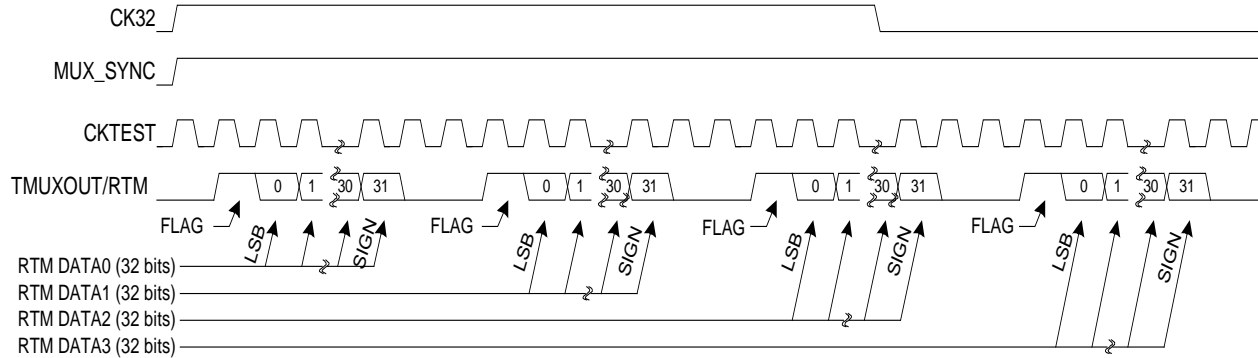 CK32
MUX_SYNC
CKTEST
TMUXOUT/RTM
0 1 30 31 0 1 30 31 0 1 30 31 0 1 30 31
FLAG FLAG FLAG FLAG
LSB SIGN LSB SIGN LSB SIGN LSB SIGN
RTM DATA0 (32 bits)
RTM DATA1 (32 bits)
RTM DATA2 (32 bits)
RTM DATA3 (32 bits)